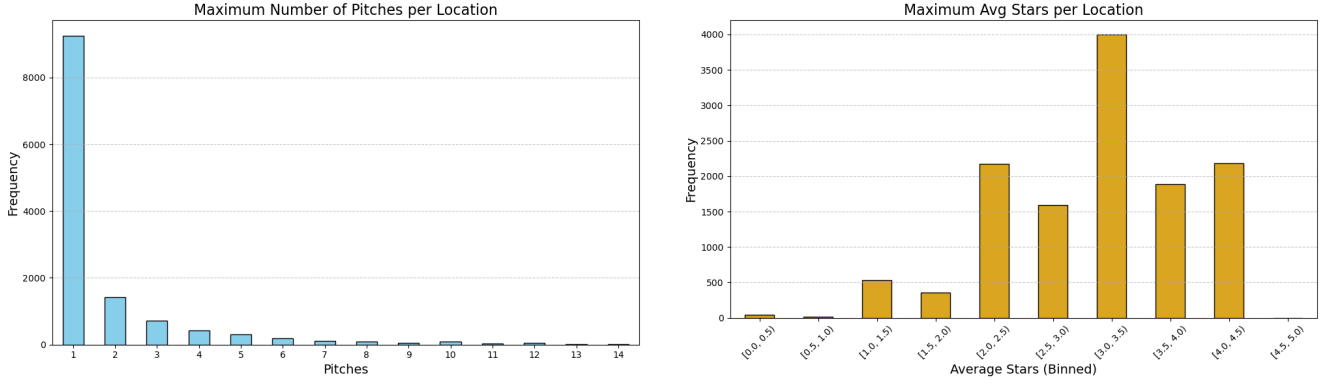 Maximum Number of Pitches per Location
Frequency
8000
6000
4000
2000
0
1 2 3 4 5 6 7 8 9 10 11 12 13 14
Pitches
Maximum Avg Stars per Location
Frequency
4000
3500
3000
2500
2000
1500
1000
500
0
[0.0, 0.5) [0.5, 1.0) [1.0, 1.5) [1.5, 2.0) [2.0, 2.5) [2.5, 3.0) [3.0, 3.5) [3.5, 4.0) [4.0, 4.5) [4.5, 5.0)
Average Stars (Binned)